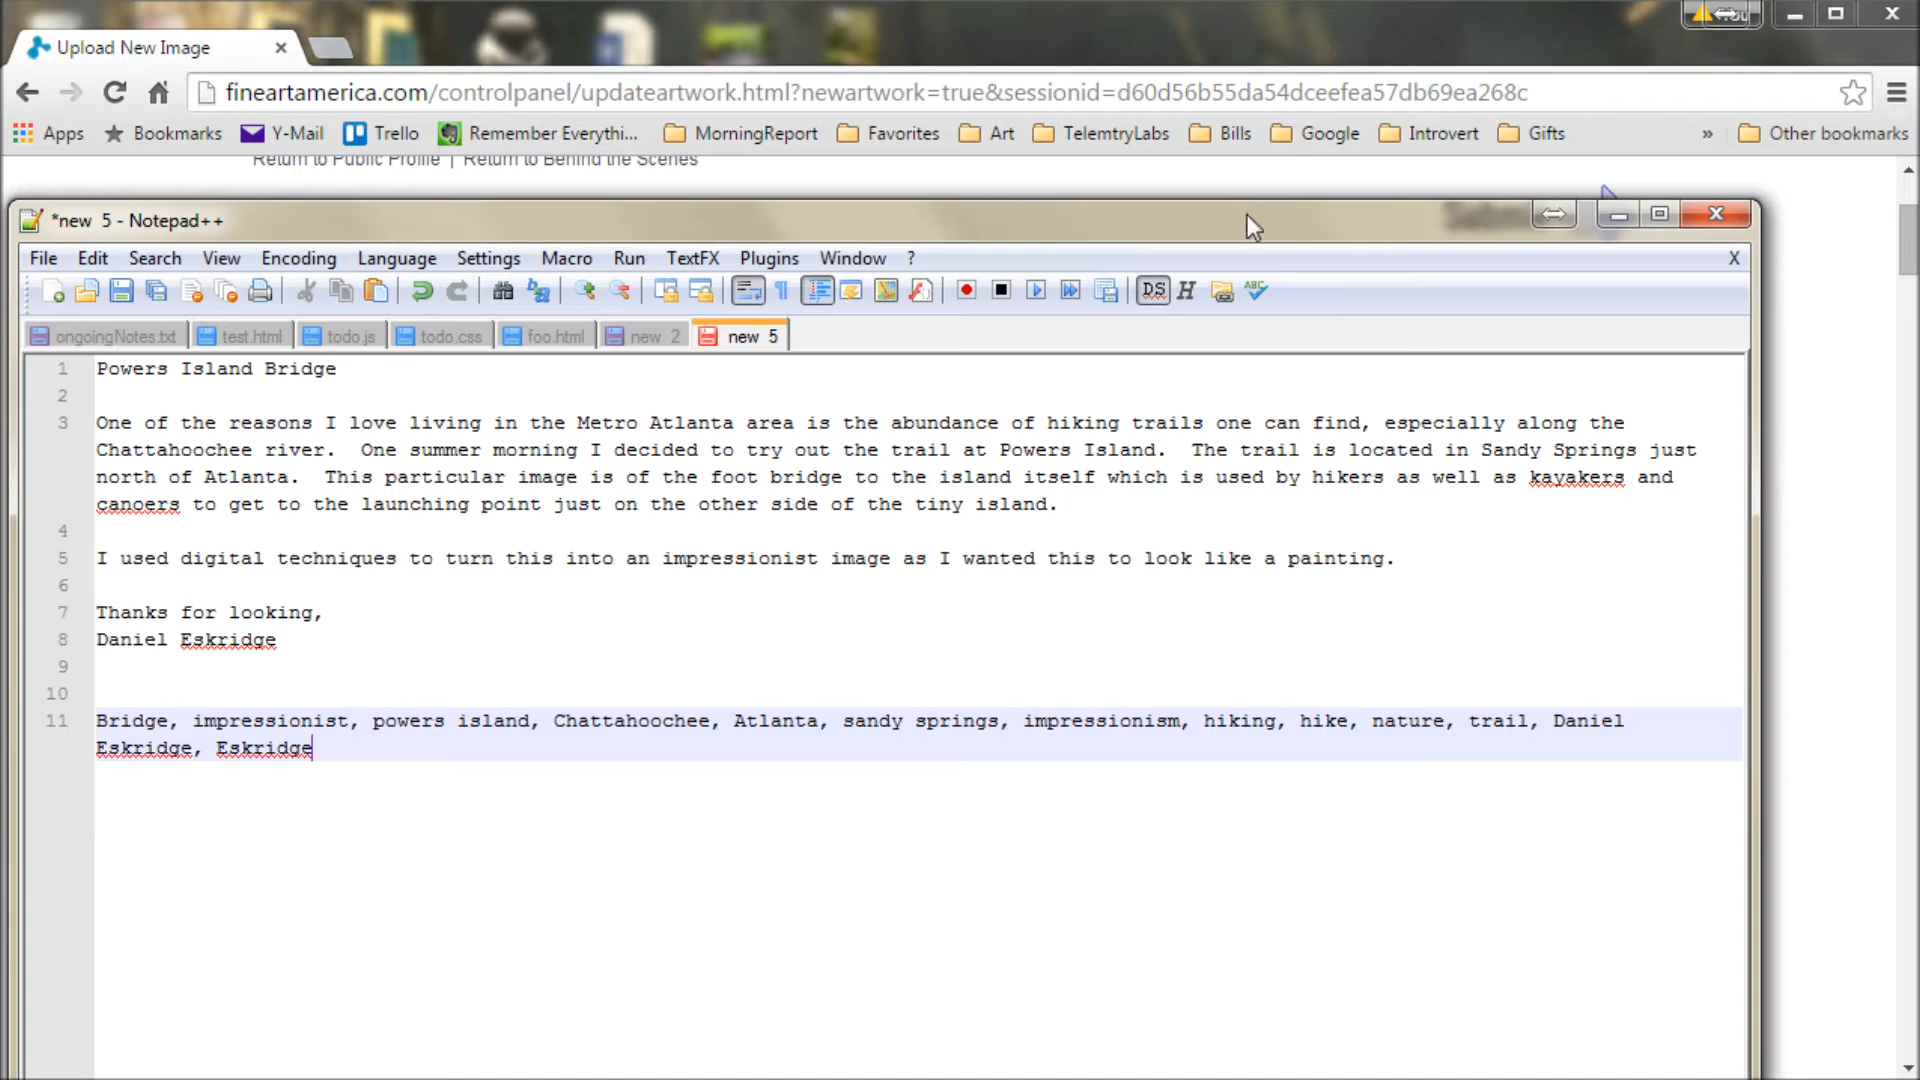 Upload New Image
fineartamerica.com/controlpanel/updateartwork.html?newartwork=true&sessionid=d60d56b55da54dceefea57db69ea268c
Apps Bookmarks Y-Mail Trello Remember Everythi... MorningReport Favorites Art TelemtryLabs Bills Google Introvert Gifts » Other bookmarks
Return to Public Profile | Return to Behind the Scenes
*new 5 - Notepad++
File Edit Search View Encoding Language Settings Macro Run TextFX Plugins Window ? X
ongoingNotes.txt test.html todo.js todo.css foo.html new 2 new 5
1 Powers Island Bridge
2
3 One of the reasons I love living in the Metro Atlanta area is the abundance of hiking trails one can find, especially along the
Chattahoochee river. One summer morning I decided to try out the trail at Powers Island. The trail is located in Sandy Springs just
north of Atlanta. This particular image is of the foot bridge to the island itself which is used by hikers as well as kayakers and
canoers to get to the launching point just on the other side of the tiny island.
4
5 I used digital techniques to turn this into an impressionist image as I wanted this to look like a painting.
6
7 Thanks for looking,
8 Daniel Eskridge
9
10
11 Bridge, impressionist, powers island, Chattahoochee, Atlanta, sandy springs, impressionism, hiking, hike, nature, trail, Daniel
Eskridge, Eskridge